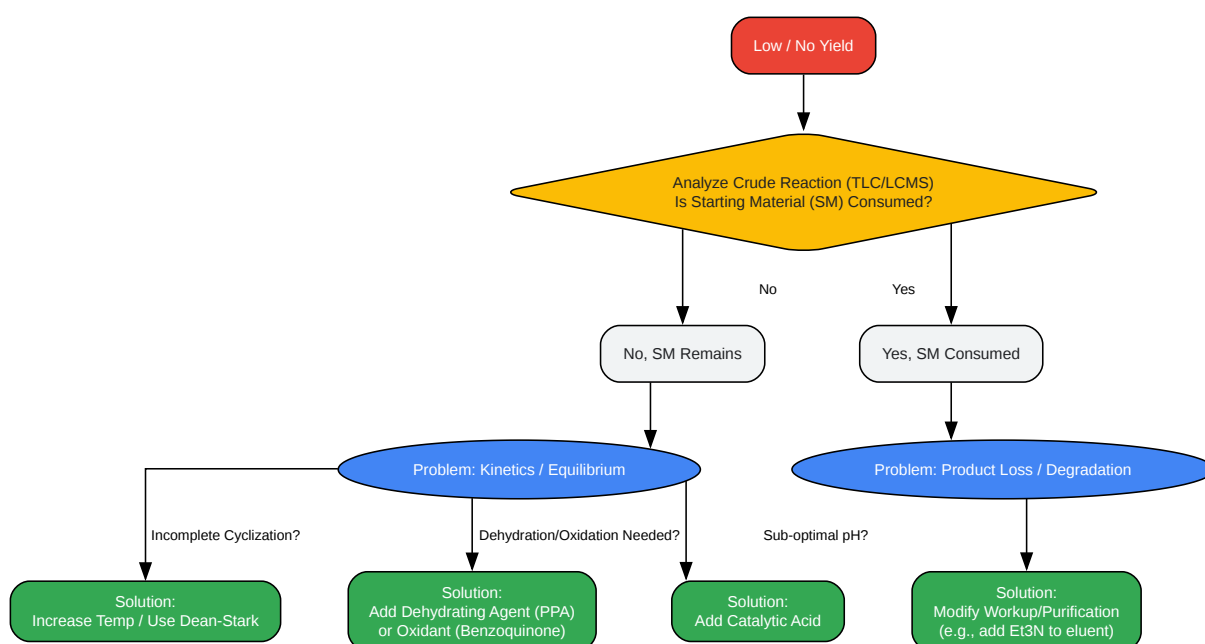 Low / No Yield
Analyze Crude Reaction (TLC/LCMS)
Is Starting Material (SM) Consumed?
No
Yes
No, SM Remains
Yes, SM Consumed
Problem: Kinetics / Equilibrium
Problem: Product Loss / Degradation
Incomplete Cyclization?
Dehydration/Oxidation Needed?
Sub-optimal pH?
Solution:
Increase Temp / Use Dean-Stark
Solution:
Add Dehydrating Agent (PPA)
or Oxidant (Benzoquinone)
Solution:
Add Catalytic Acid
Solution:
Modify Workup/Purification
(e.g., add Et3N to eluent)